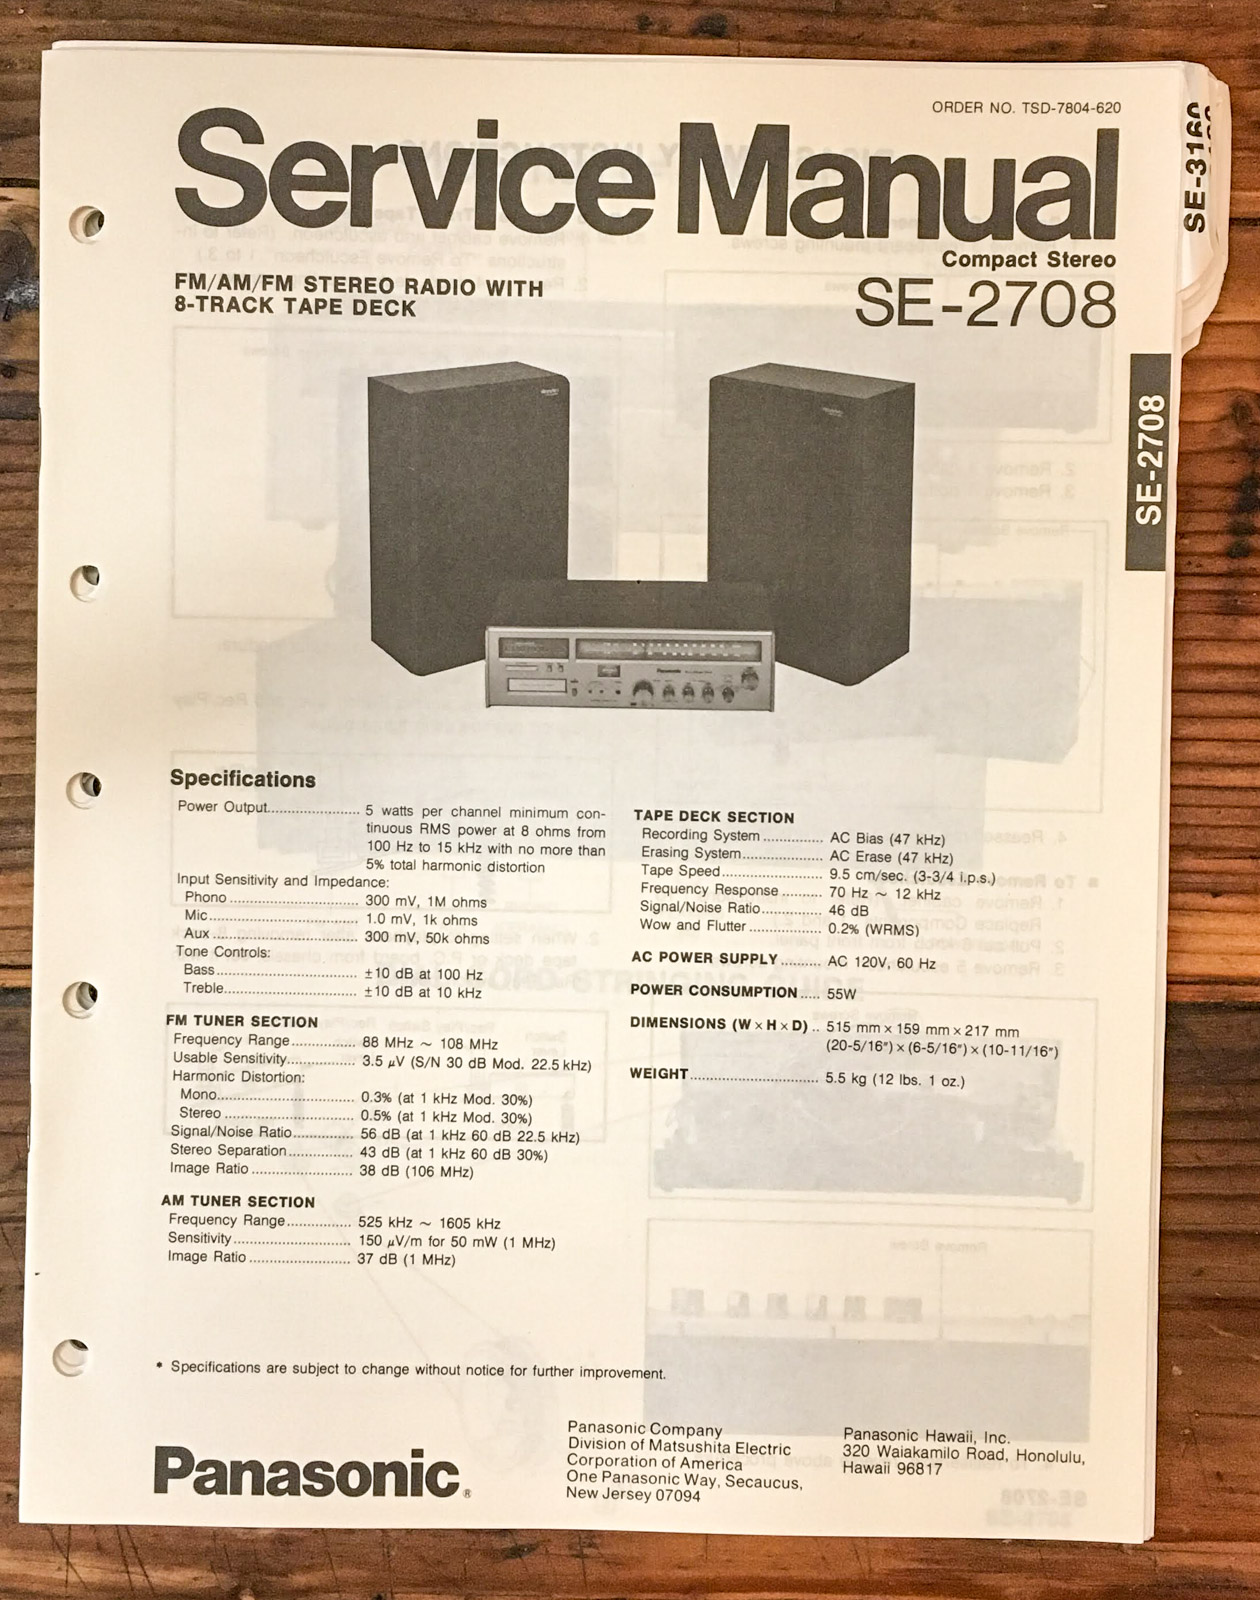 ORDER NO. TSD-7804-620
Service Manual
Compact Stereo
SE-2708
FM/AM/FM STEREO RADIO WITH
8-TRACK TAPE DECK
SE-3160
SE-2708
Panasonic
Specifications
Power Output.................... 5 watts per channel minimum con-
tinuous RMS power at 8 ohms from
100 Hz to 15 kHz with no more than
5% total harmonic distortion
Input Sensitivity and Impedance:
Phono ............................ 300 mV, 1M ohms
Mic................................ 1.0 mV, 1k ohms
Aux ................................ 300 mV, 50k ohms
Tone Controls:
Bass............................... ±10 dB at 100 Hz
Treble............................. ±10 dB at 10 kHz
FM TUNER SECTION
Frequency Range.............. 88 MHz ~ 108 MHz
Usable Sensitivity.............. 3.5 μV (S/N 30 dB Mod. 22.5 kHz)
Harmonic Distortion:
Mono.............................. 0.3% (at 1 kHz Mod. 30%)
Stereo ............................ 0.5% (at 1 kHz Mod. 30%)
Signal/Noise Ratio............. 56 dB (at 1 kHz 60 dB 22.5 kHz)
Stereo Separation.............. 43 dB (at 1 kHz 60 dB 30%)
Image Ratio ...................... 38 dB (106 MHz)
AM TUNER SECTION
Frequency Range.............. 525 kHz ~ 1605 kHz
Sensitivity.......................... 150 μV/m for 50 mW (1 MHz)
Image Ratio ...................... 37 dB (1 MHz)
TAPE DECK SECTION
Recording System ............. AC Bias (47 kHz)
Erasing System.................. AC Erase (47 kHz)
Tape Speed....................... 9.5 cm/sec. (3-3/4 i.p.s.)
Frequency Response ......... 70 Hz ~ 12 kHz
Signal/Noise Ratio............. 46 dB
Wow and Flutter ................ 0.2% (WRMS)
AC POWER SUPPLY ......... AC 120V, 60 Hz
POWER CONSUMPTION ..... 55W
DIMENSIONS (W × H × D) .. 515 mm × 159 mm × 217 mm
(20-5/16") × (6-5/16") × (10-11/16")
WEIGHT............................. 5.5 kg (12 lbs. 1 oz.)
* Specifications are subject to change without notice for further improvement.
Panasonic®
Panasonic Company
Division of Matsushita Electric
Corporation of America
One Panasonic Way, Secaucus,
New Jersey 07094
Panasonic Hawaii, Inc.
320 Waiakamilo Road, Honolulu,
Hawaii 96817